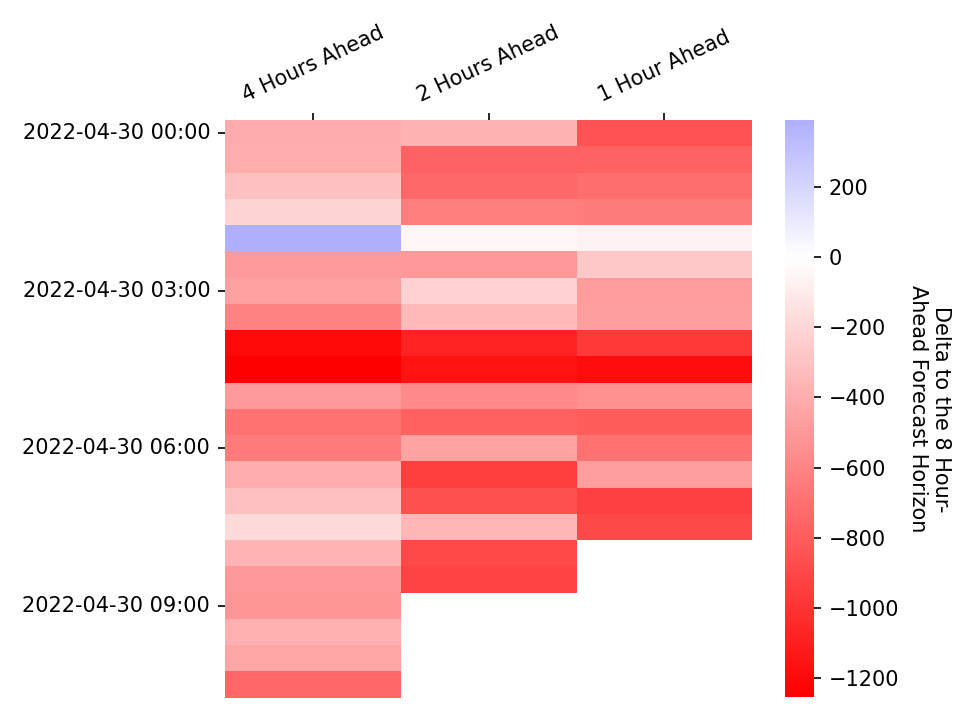 4 Hours Ahead
2 Hours Ahead
1 Hour Ahead
2022-04-30 00:00
2022-04-30 03:00
2022-04-30 06:00
2022-04-30 09:00
200
0
−200
−400
−600
−800
−1000
−1200
Delta to the 8 Hour-
Ahead Forecast Horizon